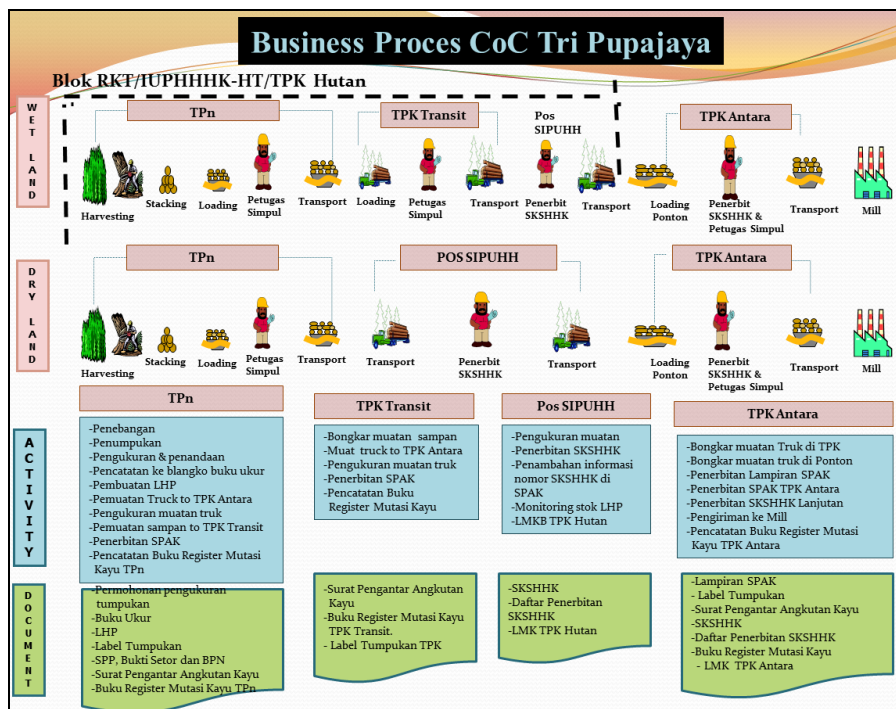 Business Proces CoC Tri Pupajaya
Blok RKT/IUPHHHK-HT/TPK Hutan
WET LAND
TPn
TPK Transit
Pos SIPUHH
TPK Antara
Harvesting
Stacking
Loading
Petugas Simpul
Transport
Loading
Petugas Simpul
Transport
Penerbit SKSHHK
Transport
Loading Ponton
Penerbit SKSHHK & Petugas Simpul
Transport
Mill
DRY LAND
TPn
POS SIPUHH
TPK Antara
Harvesting
Stacking
Loading
Petugas Simpul
Transport
Transport
Penerbit SKSHHK
Transport
Loading Ponton
Penerbit SKSHHK & Petugas Simpul
Transport
Mill
ACTIVITY
TPn
-Penebangan
-Penumpukan
-Pengukuran & penandaan
-Pencatatan ke blangko buku ukur
-Pembuatan LHP
-Pemuatan Truck to TPK Antara
-Pengukuran muatan truk
-Pemuatan sampan to TPK Transit
-Penerbitan SPAK
-Pencatatan Buku Register Mutasi
Kayu TPn
TPK Transit
-Bongkar muatan sampan
-Muat truck to TPK Antara
-Pengukuran muatan truk
-Penerbitan SPAK
-Pencatatan Buku
Register Mutasi Kayu
Pos SIPUHH
-Pengukuran muatan
-Penerbitan SKSHHK
-Penambahan informasi
nomor SKSHHK di
SPAK
-Monitoring stok LHP
-LMKB TPK Hutan
TPK Antara
-Bongkar muatan Truk di TPK
-Bongkar muatan truk di Ponton
-Penerbitan Lampiran SPAK
-Penerbitan SPAK TPK Antara
-Penerbitan SKSHHK Lanjutan
-Pengiriman ke Mill
-Pencatatan Buku Register Mutasi
Kayu TPK Antara
DOCUMENT
-Permohonan pengukuran
tumpukan
-Buku Ukur
-LHP
-Label Tumpukan
-SPP, Bukti Setor dan BPN
-Surat Pengantar Angkutan Kayu
-Buku Register Mutasi Kayu TPn
-Surat Pengantar Angkutan
Kayu
-Buku Register Mutasi Kayu
TPK Transit.
- Label Tumpukan TPK
-SKSHHK
-Daftar Penerbitan
SKSHHK
-LMK TPK Hutan
-Lampiran SPAK
- Label Tumpukan
-Surat Pengantar Angkutan Kayu
-SKSHHK
-Daftar Penerbitan SKSHHK
-Buku Register Mutasi Kayu
- LMK TPK Antara